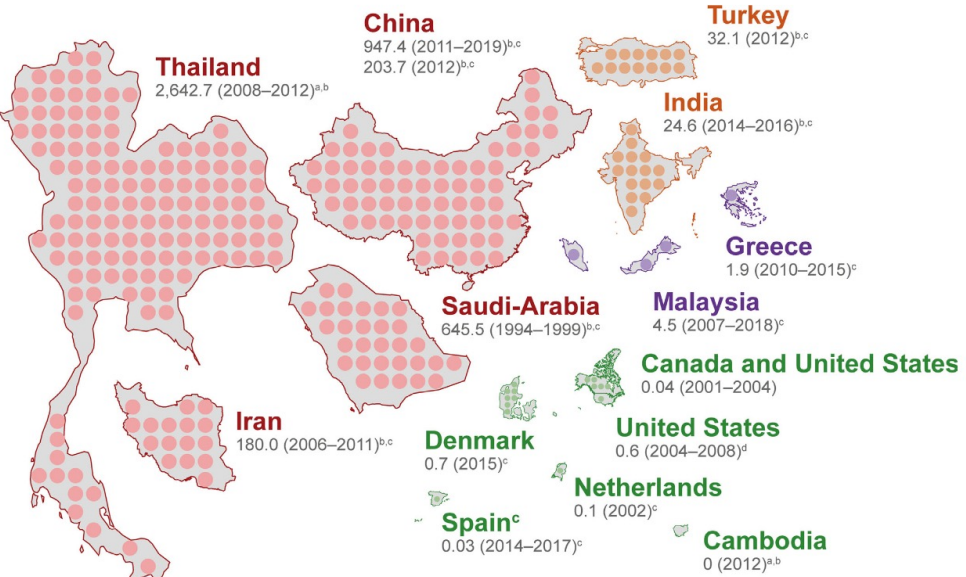 Thailand
2,642.7 (2008–2012)a,b
China
947.4 (2011–2019)b,c
203.7 (2012)b,c
Turkey
32.1 (2012)b,c
India
24.6 (2014–2016)b,c
Greece
1.9 (2010–2015)c
Malaysia
4.5 (2007–2018)c
Saudi-Arabia
645.5 (1994–1999)b,c
Canada and United States
0.04 (2001–2004)
United States
0.6 (2004–2008)d
Iran
180.0 (2006–2011)b,c
Denmark
0.7 (2015)c
Netherlands
0.1 (2002)c
Spainc
0.03 (2014–2017)c
Cambodia
0 (2012)a,b